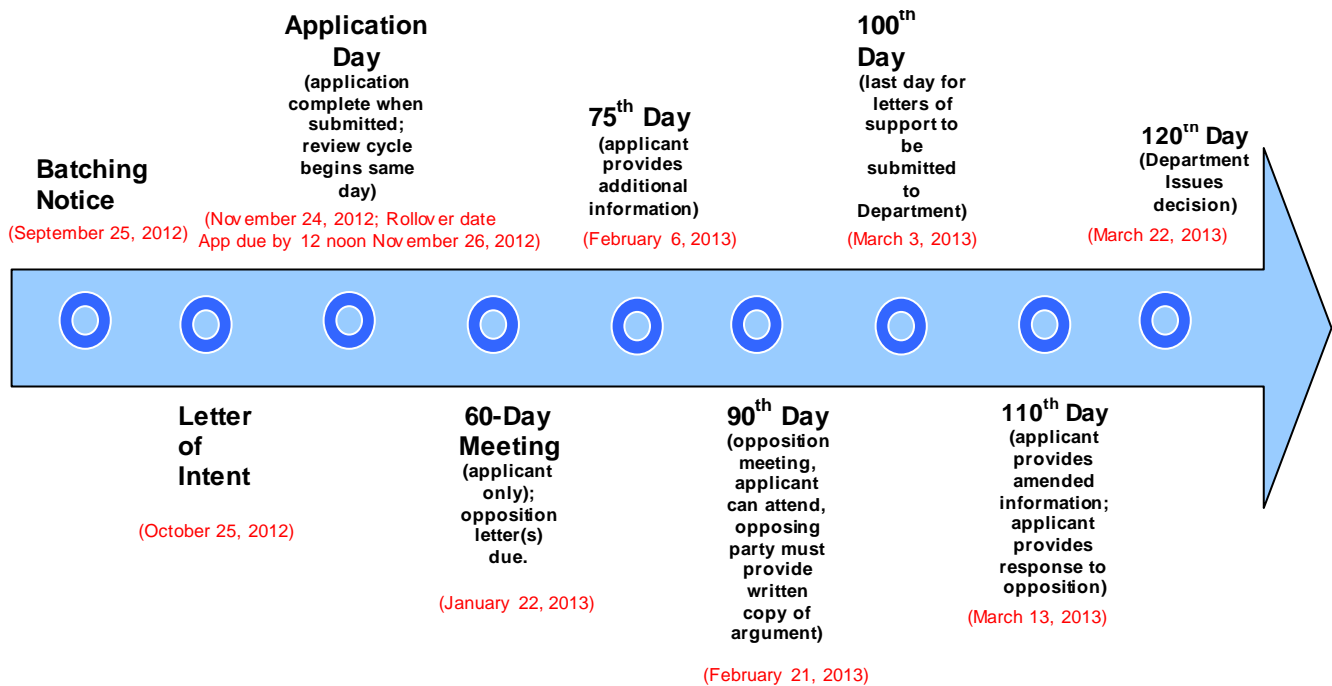 Batching
Notice
(September 25, 2012)
Letter
of
Intent
(October 25, 2012)
Application
Day
(application
complete when
submitted;
review cycle
begins same
day)
(November 24, 2012; Rollover date
App due by 12 noon November 26, 2012)
60-Day
Meeting
(applicant
only);
opposition
letter(s)
due.
(January 22, 2013)
75th Day
(applicant
provides
additional
information)
(February 6, 2013)
90th Day
(opposition
meeting,
applicant
can attend,
opposing
party must
provide
written
copy of
argument)
(February 21, 2013)
100th
Day
(last day for
letters of
support to
be
submitted
to
Department)
(March 3, 2013)
110th Day
(applicant
provides
amended
information;
applicant
provides
response to
opposition)
(March 13, 2013)
120th Day
(Department
Issues
decision)
(March 22, 2013)